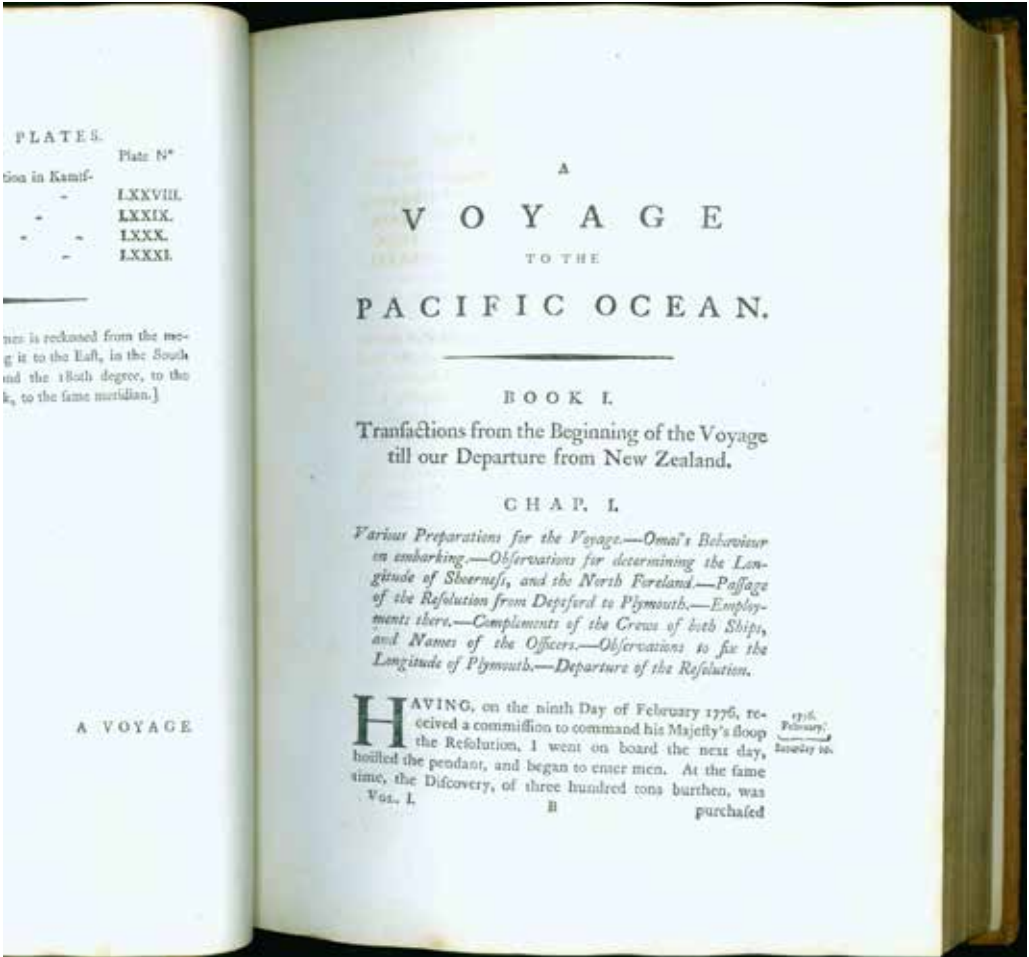 PLATES.
Plate Nº
tion in Kamtſ-
- LXXVIII.
- LXXIX.
- - LXXX.
- LXXXI.
is reckoned from the me-
g it to the Eaſt, in the South
nd the 180th degree, to the
k, to the ſame meridian.]
A VOYAGE
A
VOYAGE
TO THE
PACIFIC OCEAN.
BOOK I.
Tranſactions from the Beginning of the Voyage
till our Departure from New Zealand.
CHAP. I.
Various Preparations for the Voyage.—Omai's Behaviour
on embarking.—Obſervations for determining the Lon-
gitude of Sheerneſs, and the North Foreland.—Paſſage
of the Reſolution from Deptford to Plymouth.—Employ-
ments there.—Complements of the Crews of both Ships,
and Names of the Officers.—Obſervations to fix the
Longitude of Plymouth.—Departure of the Reſolution.
HAVING, on the ninth Day of February 1776, re-
ceived a commiſſion to command his Majeſty's ſloop
the Reſolution, I went on board the next day,
hoiſted the pendant, and began to enter men. At the ſame
time, the Diſcovery, of three hundred tons burthen, was
1776.
February.
Saturday 10.
VOL. I. B purchaſed